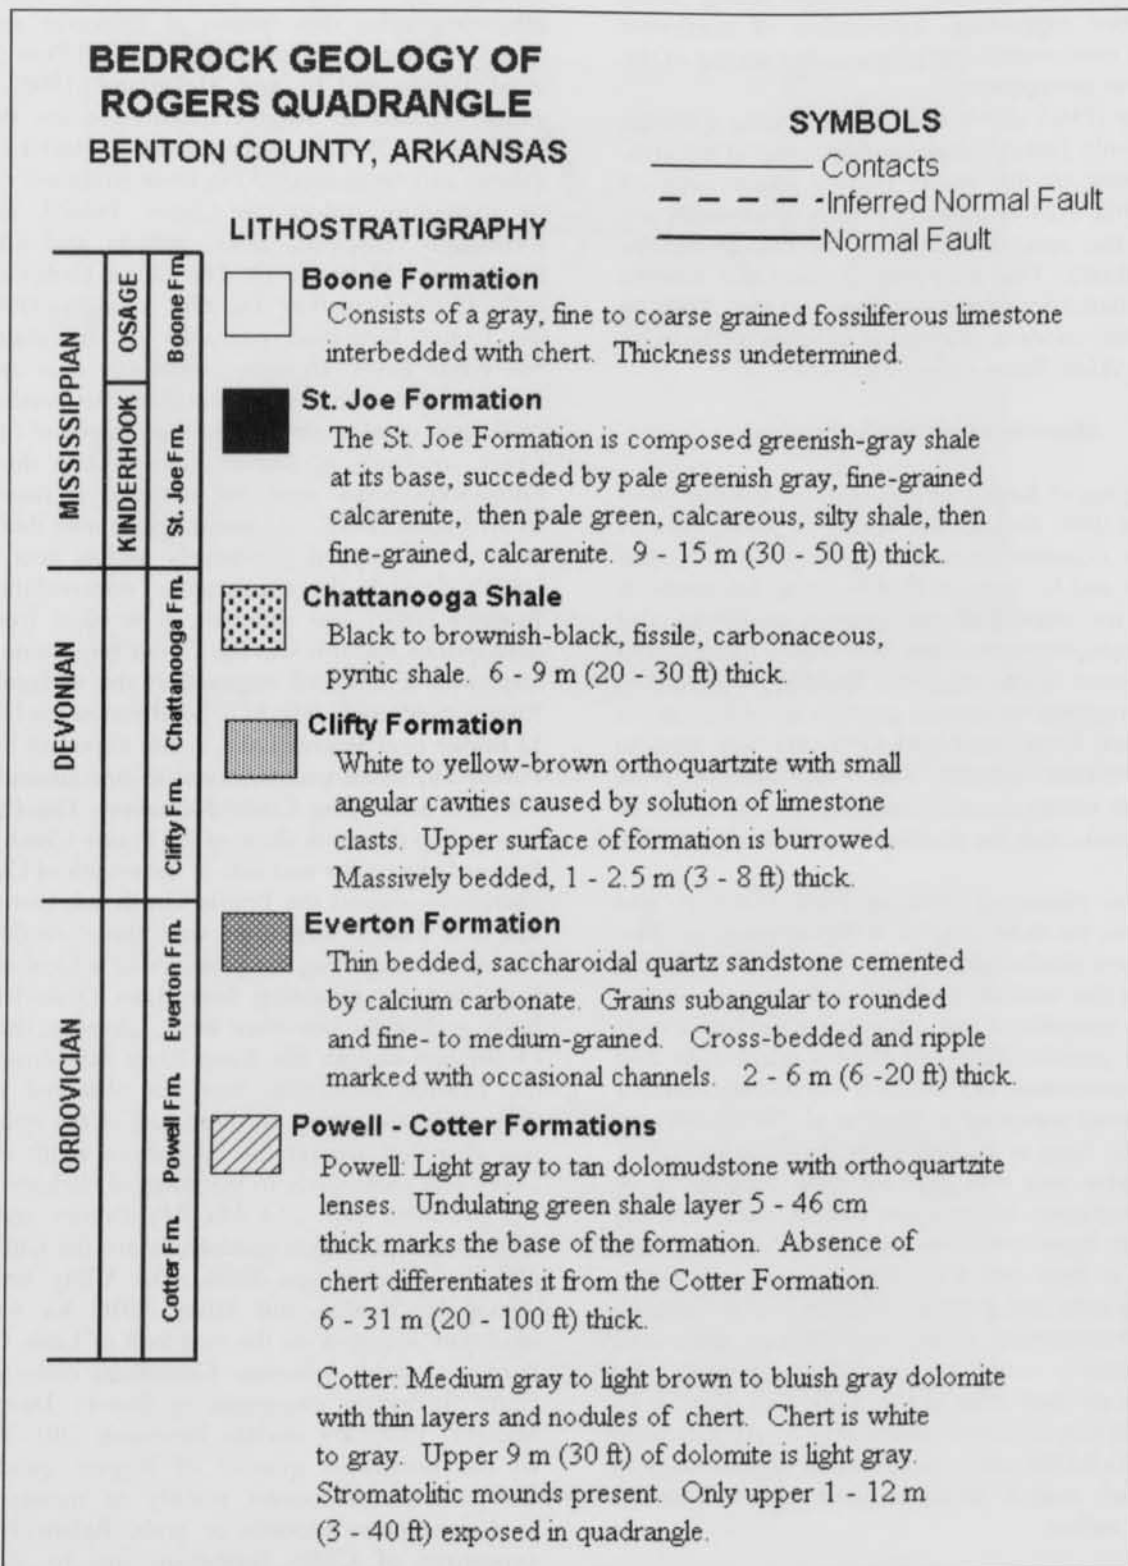 BEDROCK GEOLOGY OF
ROGERS QUADRANGLE
BENTON COUNTY, ARKANSAS
SYMBOLS
Contacts
Inferred Normal Fault
Normal Fault
LITHOSTRATIGRAPHY
MISSISSIPPIAN
OSAGE
Boone Fm.
KINDERHOOK
St. Joe Fm.
DEVONIAN
Chattanooga Fm.
Clifty Fm.
ORDOVICIAN
Everton Fm.
Powell Fm.
Cotter Fm.
Boone Formation
Consists of a gray, fine to coarse grained fossiliferous limestone
interbedded with chert. Thickness undetermined.
St. Joe Formation
The St. Joe Formation is composed greenish-gray shale
at its base, succeded by pale greenish gray, fine-grained
calcarenite, then pale green, calcareous, silty shale, then
fine-grained, calcarenite. 9 - 15 m (30 - 50 ft) thick.
Chattanooga Shale
Black to brownish-black, fissile, carbonaceous,
pyritic shale. 6 - 9 m (20 - 30 ft) thick.
Clifty Formation
White to yellow-brown orthoquartzite with small
angular cavities caused by solution of limestone
clasts. Upper surface of formation is burrowed.
Massively bedded, 1 - 2.5 m (3 - 8 ft) thick.
Everton Formation
Thin bedded, saccharoidal quartz sandstone cemented
by calcium carbonate. Grains subangular to rounded
and fine- to medium-grained. Cross-bedded and ripple
marked with occasional channels. 2 - 6 m (6 -20 ft) thick.
Powell - Cotter Formations
Powell: Light gray to tan dolomudstone with orthoquartzite
lenses. Undulating green shale layer 5 - 46 cm
thick marks the base of the formation. Absence of
chert differentiates it from the Cotter Formation.
6 - 31 m (20 - 100 ft) thick.
Cotter: Medium gray to light brown to bluish gray dolomite
with thin layers and nodules of chert. Chert is white
to gray. Upper 9 m (30 ft) of dolomite is light gray.
Stromatolitic mounds present. Only upper 1 - 12 m
(3 - 40 ft) exposed in quadrangle.